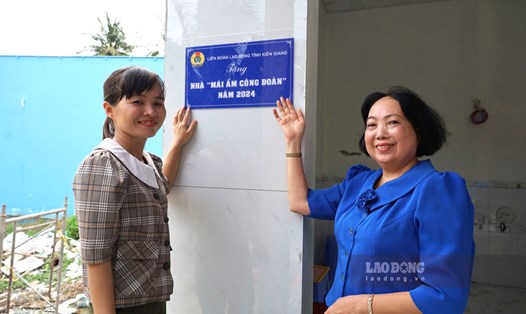 LIÊN ĐOÀN LAO ĐỘNG TỈNH KIÊN GIANG
Tặng
NHÀ "MÁI ẤM CÔNG ĐOÀN"
NĂM 2024
LAO ĐỘNG
laodong.vn